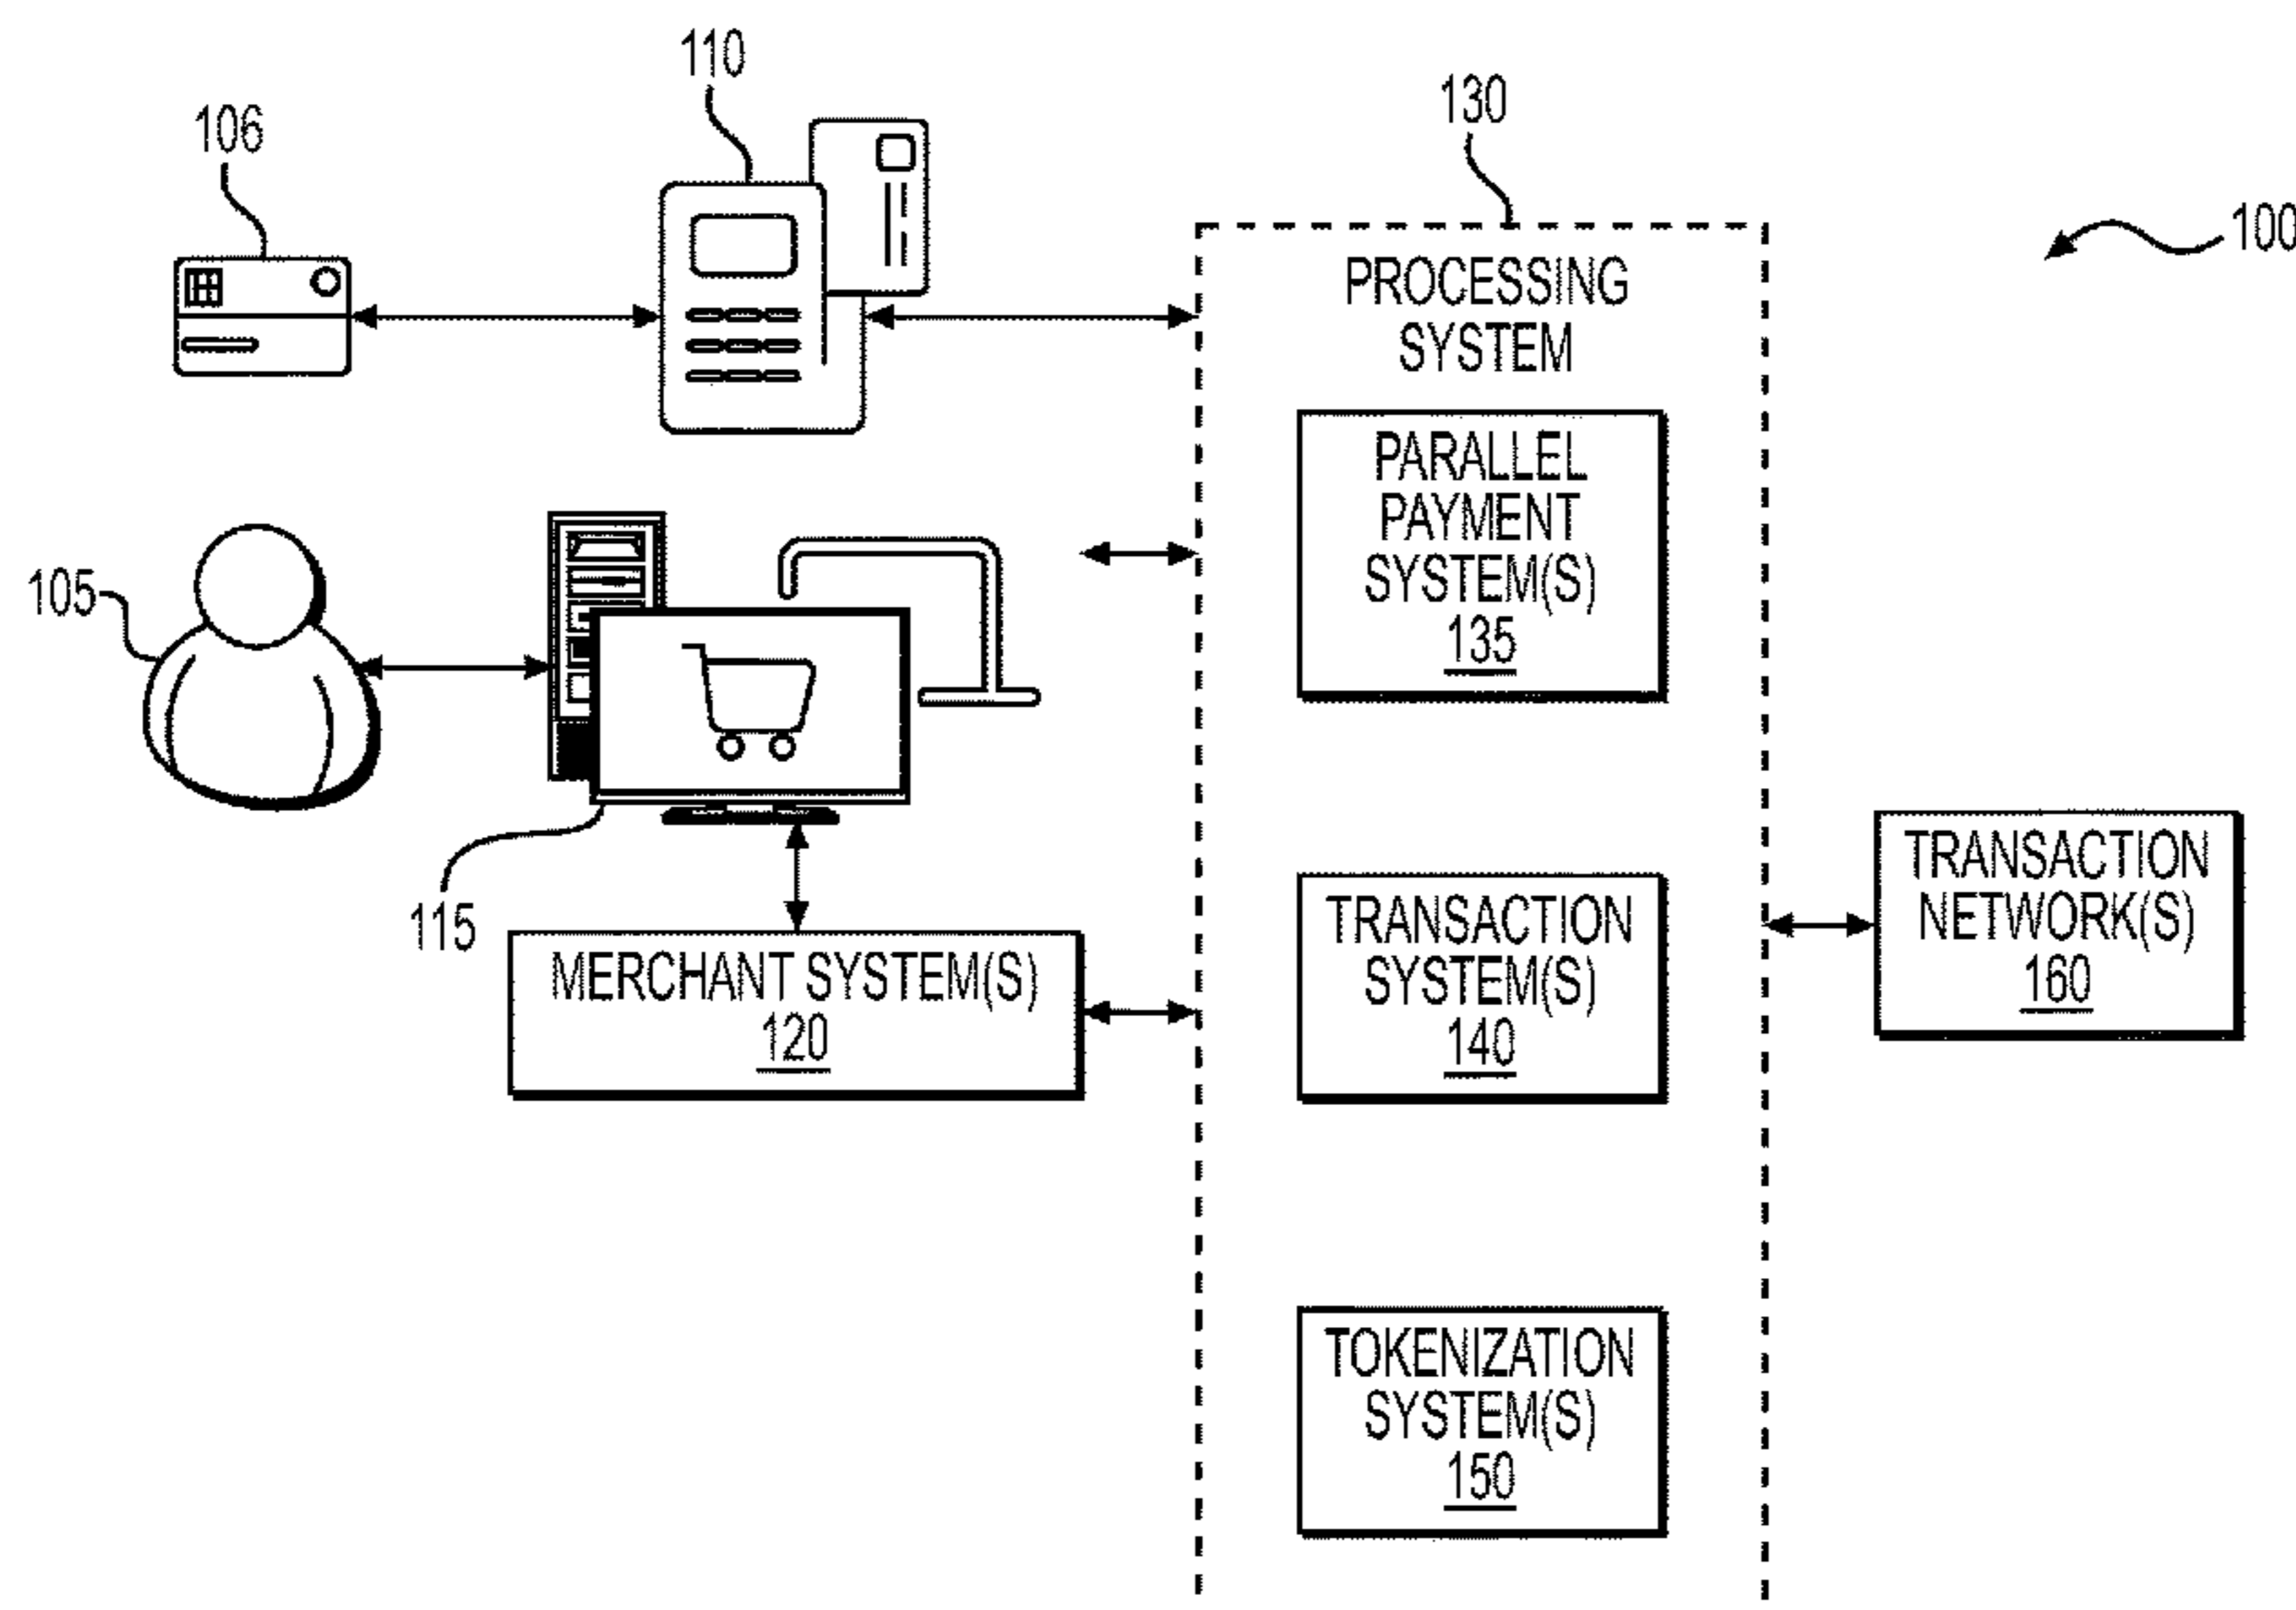 110
130
106
100
PROCESSING
SYSTEM
PARALLEL
PAYMENT
SYSTEM(S)
135
105
115
MERCHANT SYSTEM(S)
120
TRANSACTION
SYSTEM(S)
140
TRANSACTION
NETWORK(S)
160
TOKENIZATION
SYSTEM(S)
150